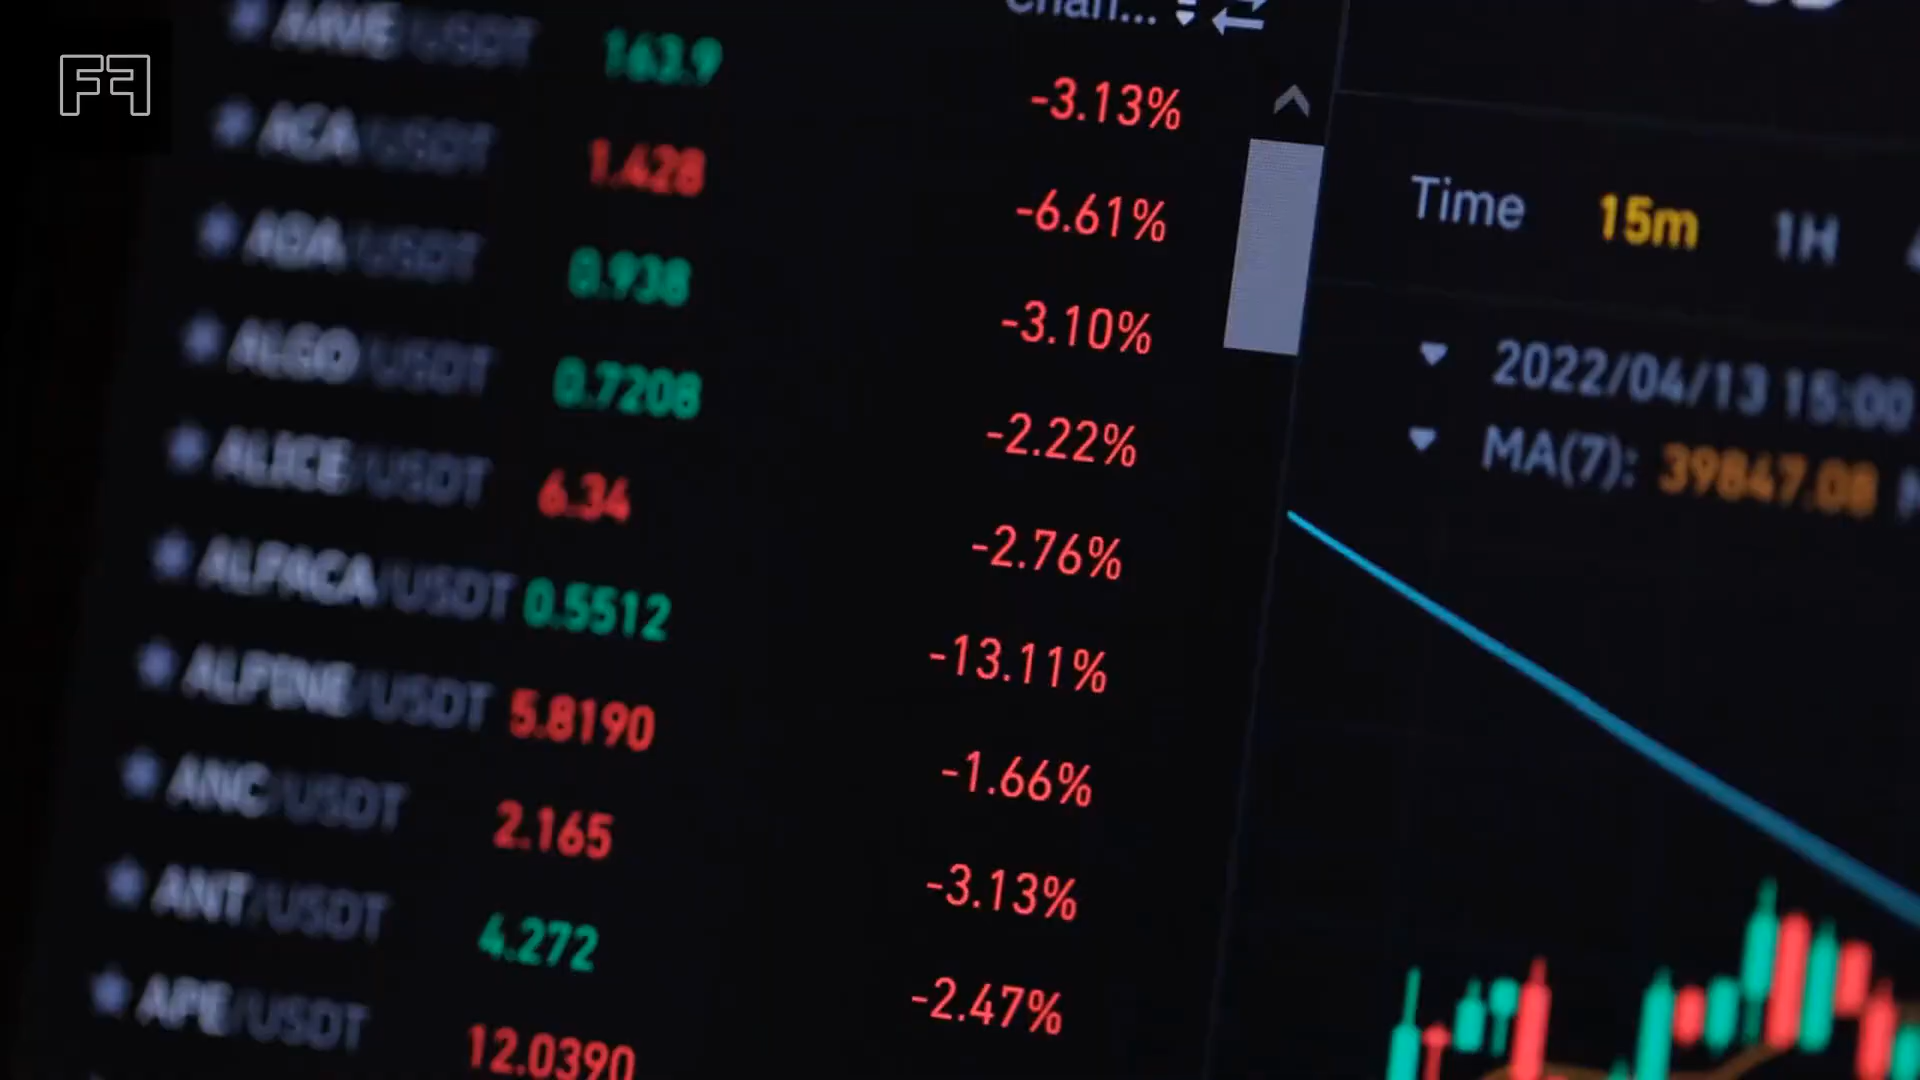 FF
Chan...
AAVE/USDT 163.9 -3.13%
ACA/USDT 1.428 -6.61%
ADA/USDT 0.938 -3.10%
ALGO/USDT 0.7208 -2.22%
ALICE/USDT 6.34 -2.76%
ALPACA/USDT 0.5512 -13.11%
ALPINE/USDT 5.8190 -1.66%
ANC/USDT 2.165 -3.13%
ANT/USDT 4.272 -2.47%
APE/USDT 12.0390
Time 15m 1H
2022/04/13 15:00
MA(7): 39847.08